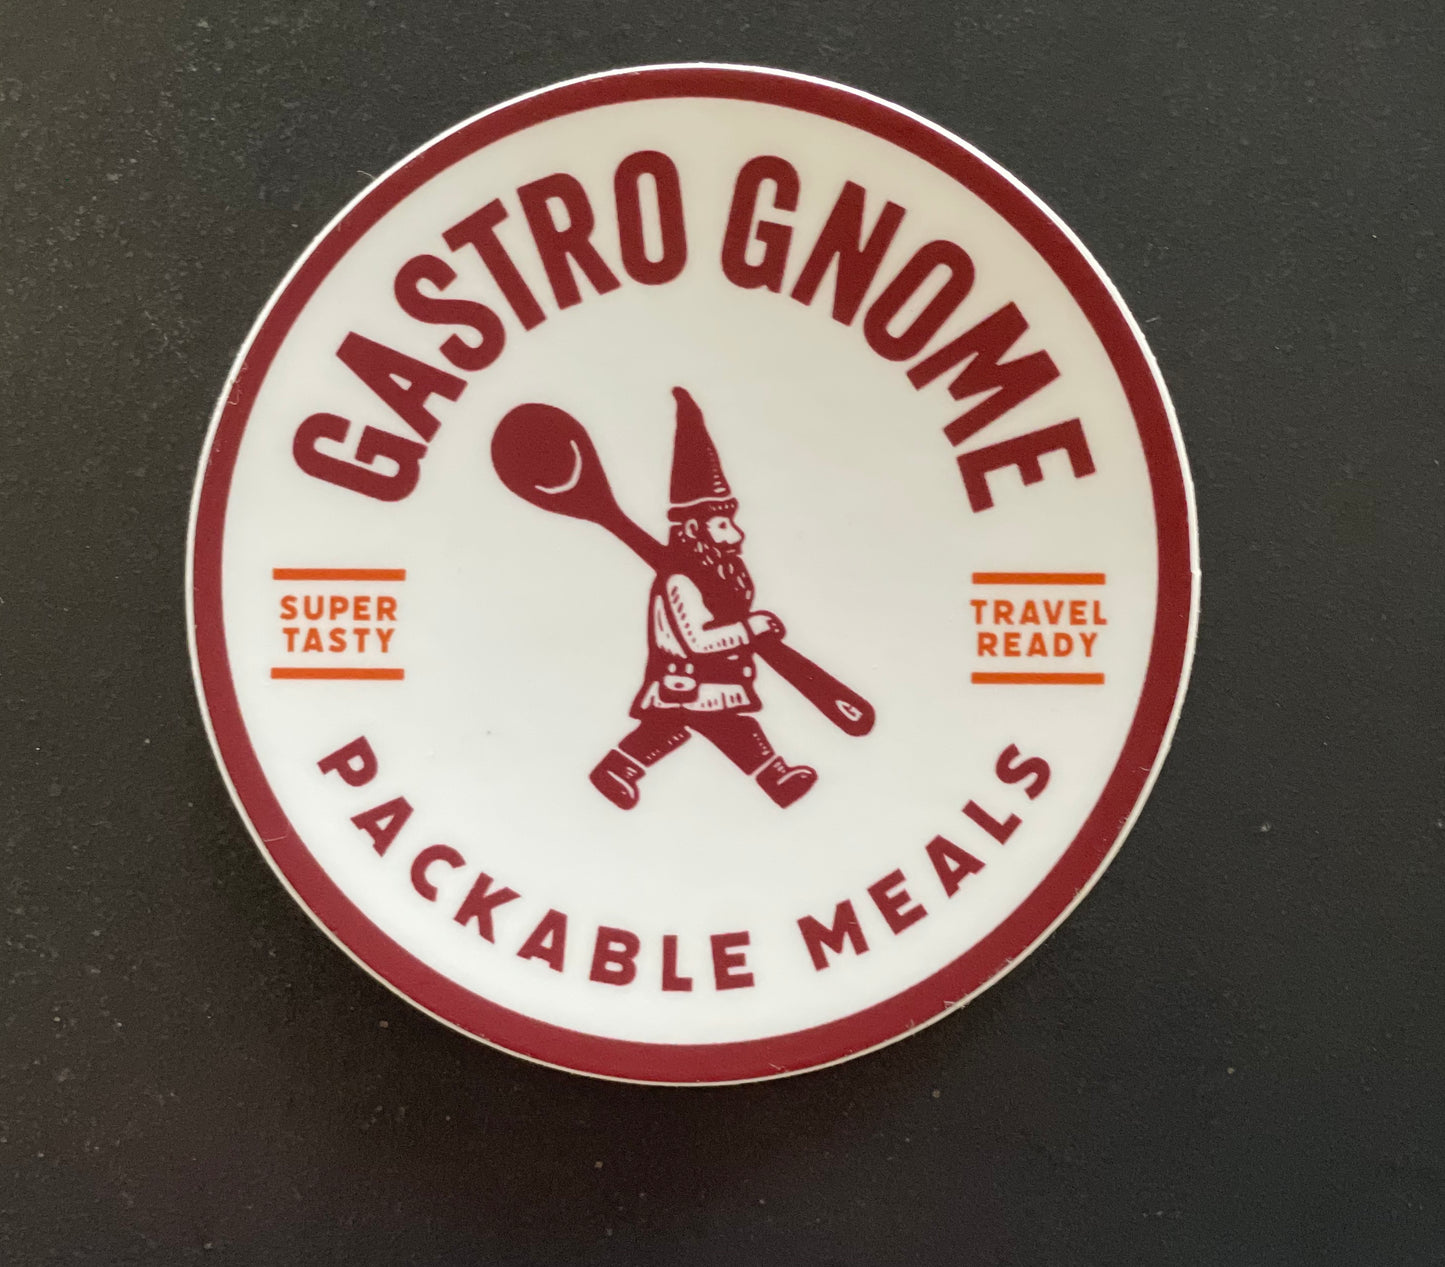 GASTRO GNOME
SUPER
TASTY
TRAVEL
READY
G
PACKABLE MEALS